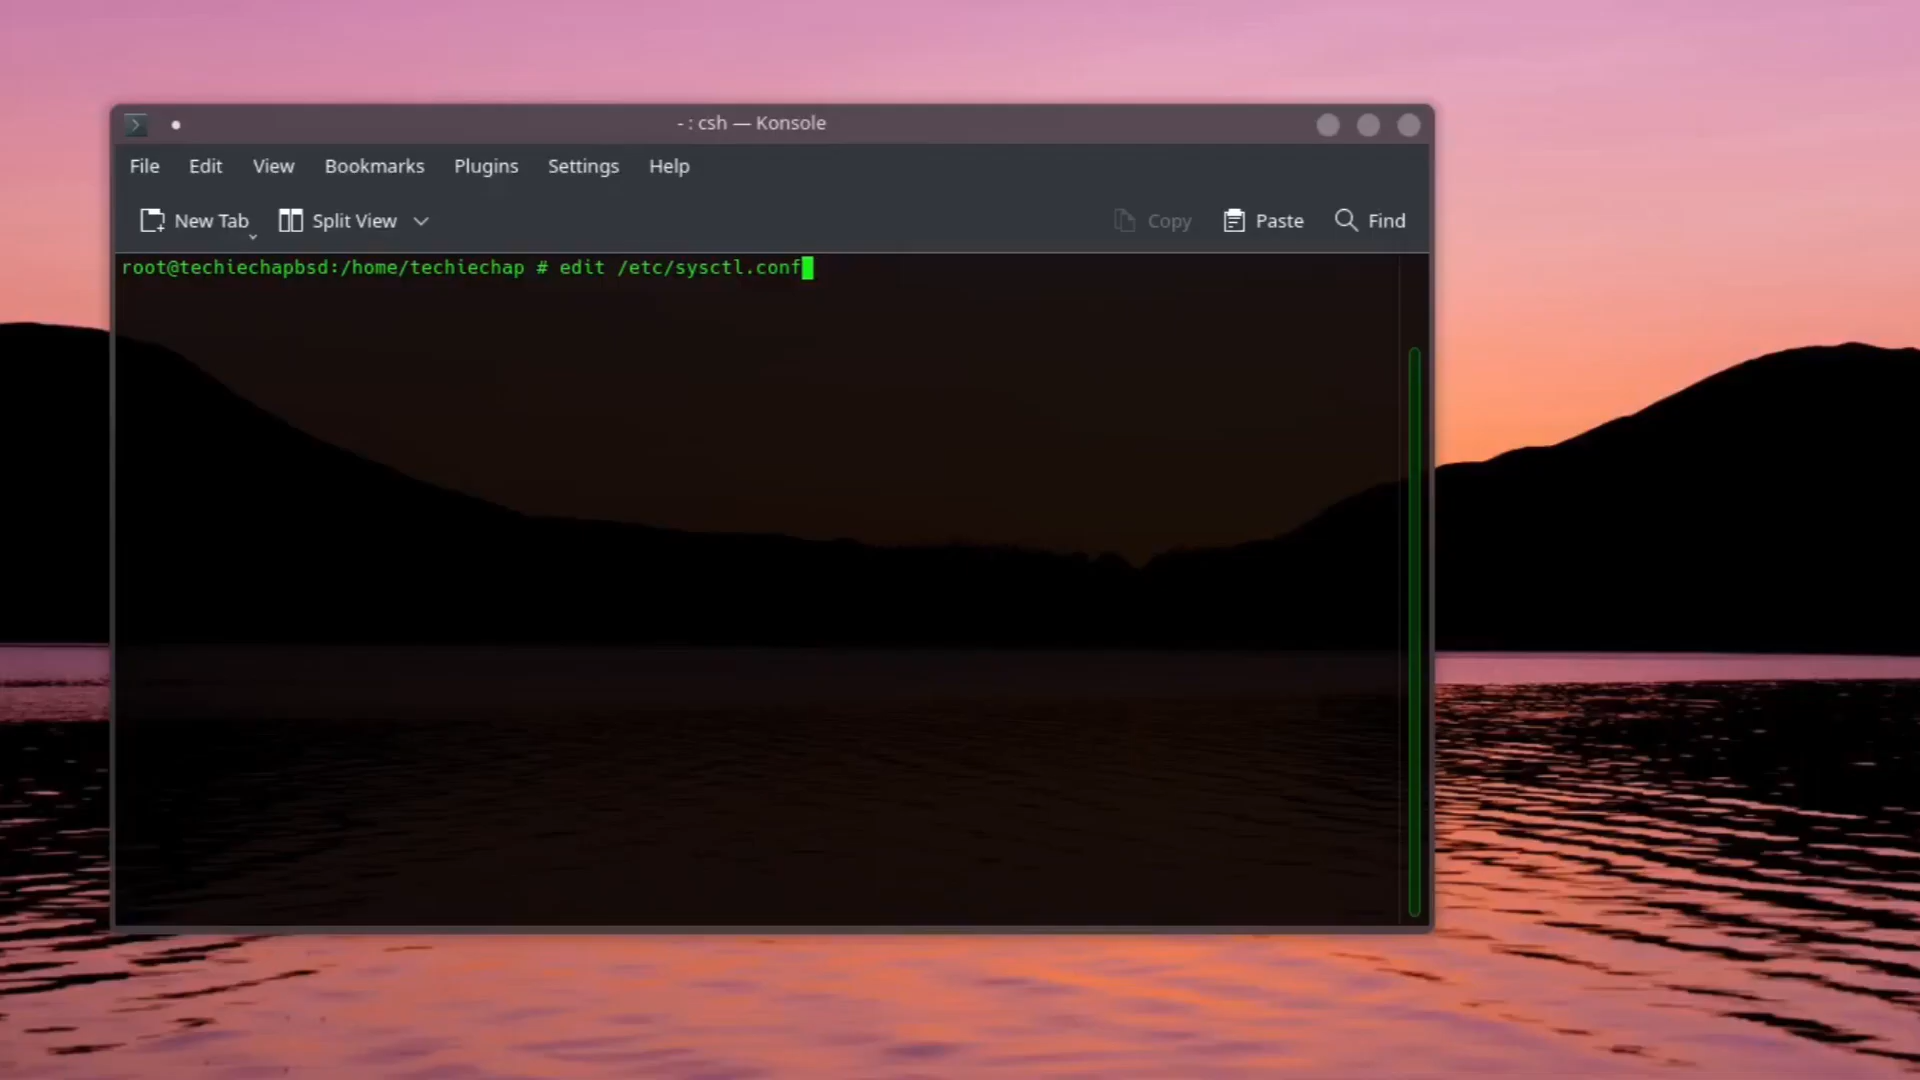 - : csh — Konsole
File Edit View Bookmarks Plugins Settings Help
New Tab Split View Copy Paste Find
root@techiechapbsd:/home/techiechap # edit /etc/sysctl.conf